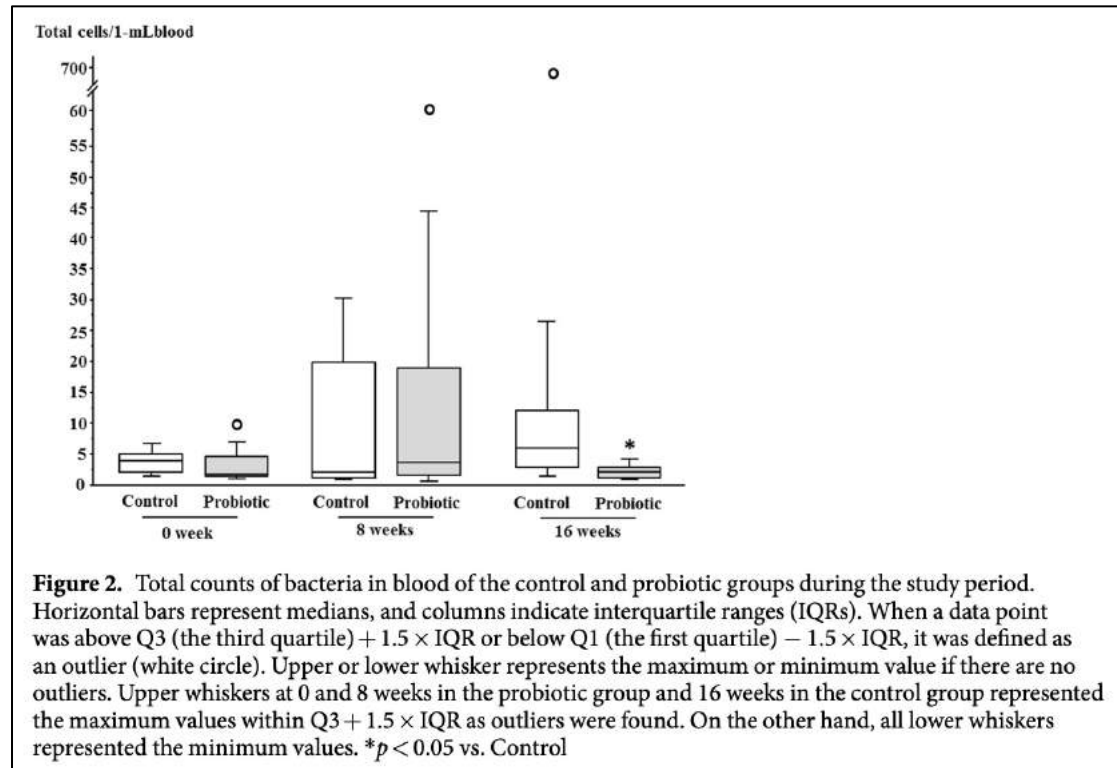 Total cells/1-mLblood
700
60
55
50
45
40
35
30
25
20
15
10
5
0
*
Control Probiotic Control Probiotic Control Probiotic
0 week 8 weeks 16 weeks
Figure 2. Total counts of bacteria in blood of the control and probiotic groups during the study period.
Horizontal bars represent medians, and columns indicate interquartile ranges (IQRs). When a data point
was above Q3 (the third quartile) + 1.5 × IQR or below Q1 (the first quartile) − 1.5 × IQR, it was defined as
an outlier (white circle). Upper or lower whisker represents the maximum or minimum value if there are no
outliers. Upper whiskers at 0 and 8 weeks in the probiotic group and 16 weeks in the control group represented
the maximum values within Q3 + 1.5 × IQR as outliers were found. On the other hand, all lower whiskers
represented the minimum values. *p < 0.05 vs. Control